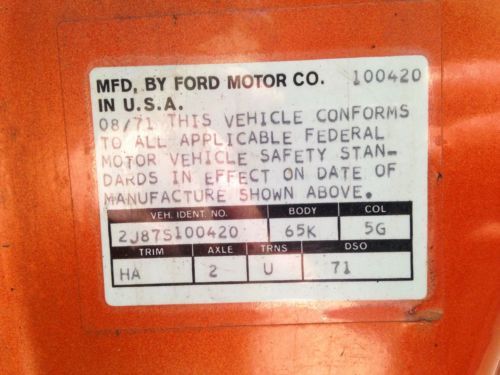 MFD. BY FORD MOTOR CO. 100420
IN U.S.A.
08/71 THIS VEHICLE CONFORMS
TO ALL APPLICABLE FEDERAL
MOTOR VEHICLE SAFETY STAN-
DARDS IN EFFECT ON DATE OF
MANUFACTURE SHOWN ABOVE.
VEH. IDENT. NO. BODY COL
2J87S100420 65K 5G
TRIM AXLE TRNS DSO
HA 2 U 71